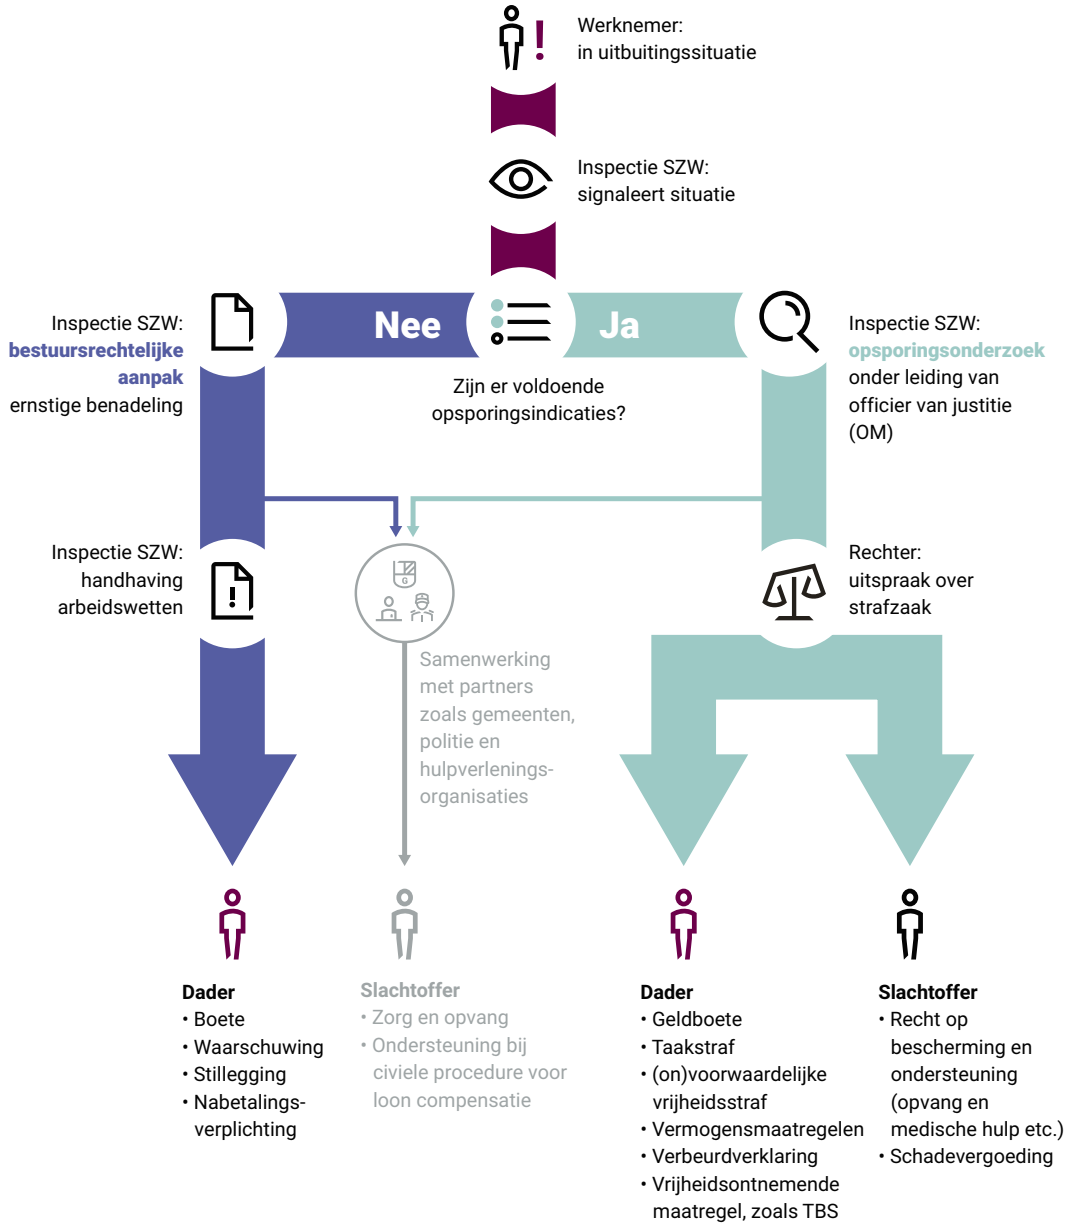 Werknemer:
in uitbuitingssituatie
Inspectie SZW:
signaleert situatie
Nee
Ja
Zijn er voldoende
opsporingsindicaties?
Inspectie SZW:
bestuursrechtelijke
aanpak
ernstige benadeling
Inspectie SZW:
opsporingsonderzoek
onder leiding van
officier van justitie
(OM)
Inspectie SZW:
handhaving
arbeidswetten
G
Rechter:
uitspraak over
strafzaak
Samenwerking
met partners
zoals gemeenten,
politie en
hulpverlenings-
organisaties
Dader
• Boete
• Waarschuwing
• Stillegging
• Nabetalings-
verplichting
Slachtoffer
• Zorg en opvang
• Ondersteuning bij
civiele procedure voor
loon compensatie
Dader
• Geldboete
• Taakstraf
• (on)voorwaardelijke
vrijheidsstraf
• Vermogensmaatregelen
• Verbeurdverklaring
• Vrijheidsontnemende
maatregel, zoals TBS
Slachtoffer
• Recht op
bescherming en
ondersteuning
(opvang en
medische hulp etc.)
• Schadevergoeding